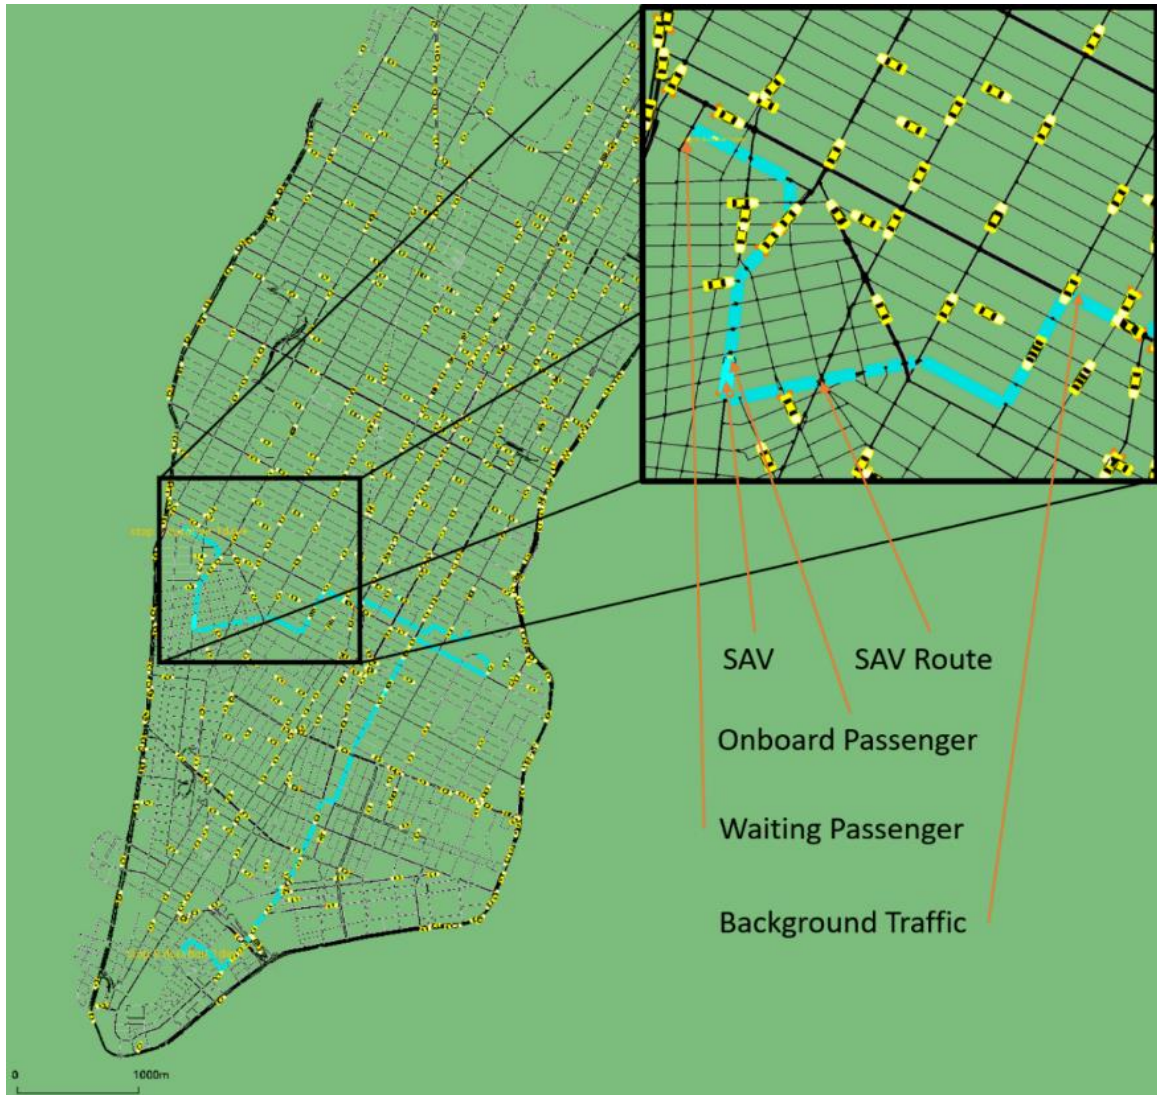 SAV
SAV Route
Onboard Passenger
Waiting Passenger
Background Traffic
0
1000m